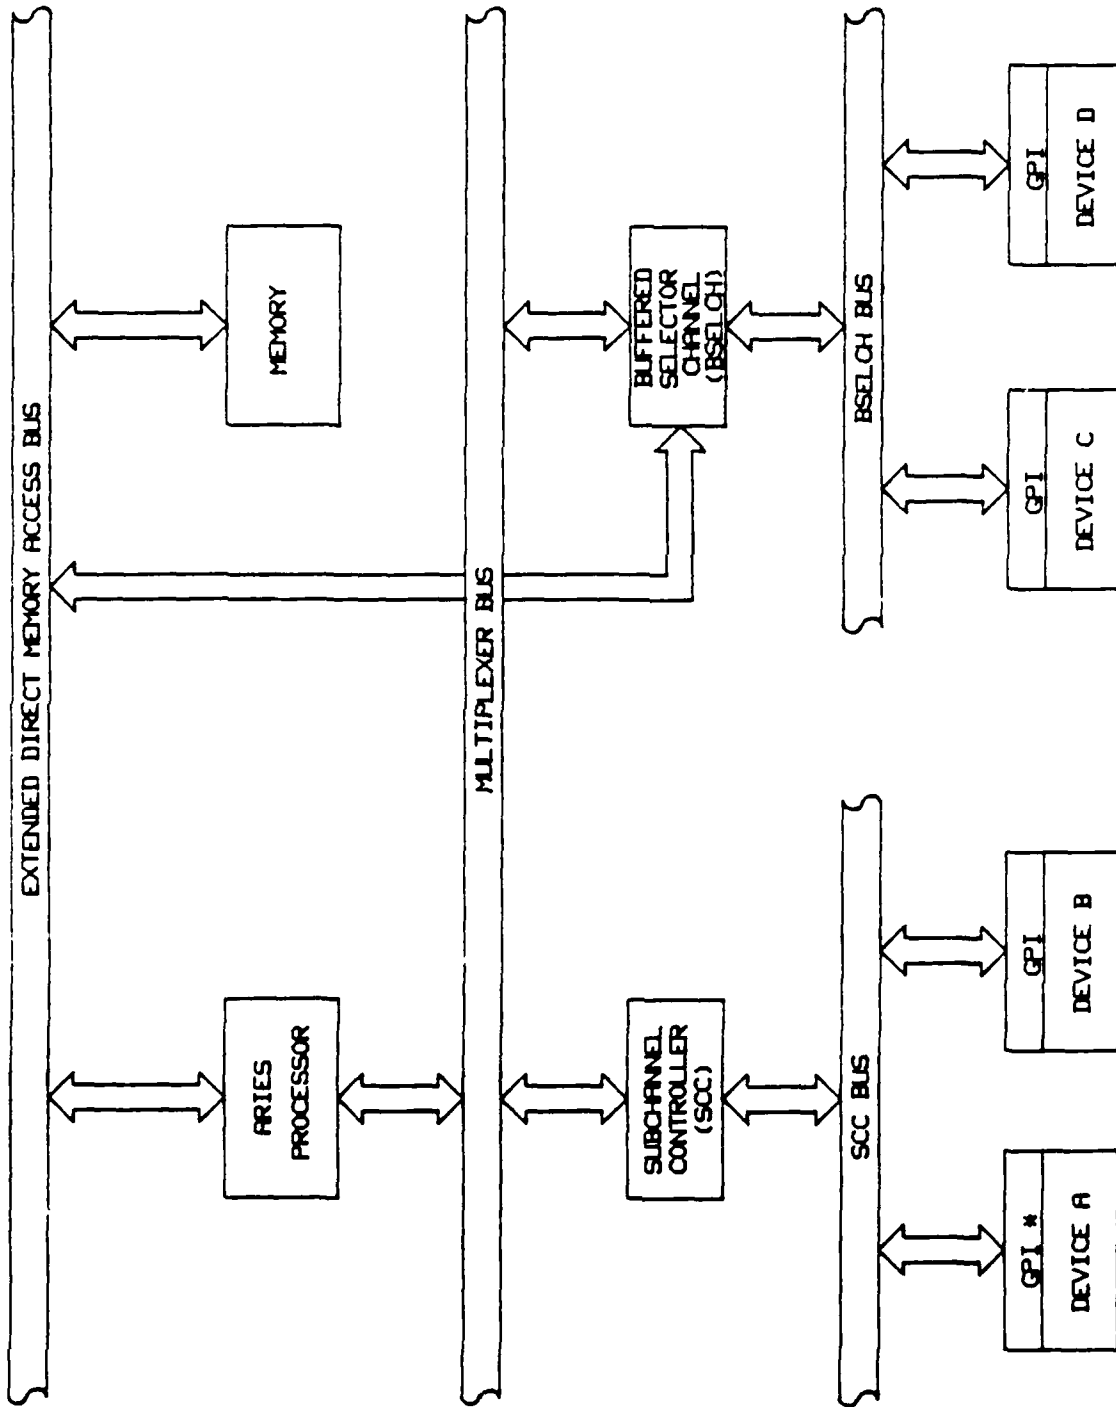 EXTENDED DIRECT MEMORY ACCESS BUS
ARIES
PROCESSOR
MEMORY
MULTIPLEXER BUS
SUBCHANNEL
CONTROLLER
(SCC)
BUFFERED
SELECTOR
CHANNEL
(BSELCH)
SCC BUS
BSELCH BUS
GPI *
DEVICE A
GPI
DEVICE B
GPI
DEVICE C
GPI
DEVICE D